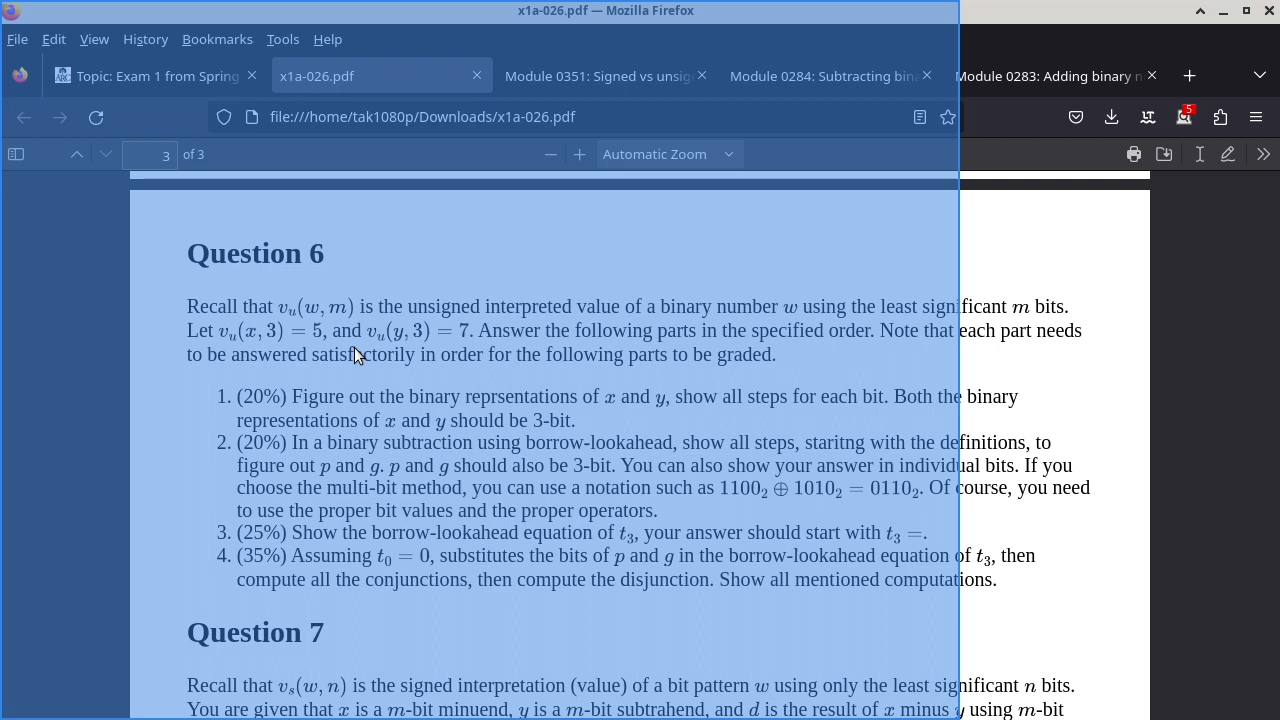 x1a-026.pdf — Mozilla Firefox
File Edit View History Bookmarks Tools Help
Topic: Exam 1 from Spring x1a-026.pdf Module 0351: Signed vs unsig Module 0284: Subtracting bina Module 0283: Adding binary n
file:///home/tak1080p/Downloads/x1a-026.pdf 5
3 of 3 Automatic Zoom
Question 6
Recall that vᵤ(w, m) is the unsigned interpreted value of a binary number w using the least significant m bits.
Let vᵤ(x, 3) = 5, and vᵤ(y, 3) = 7. Answer the following parts in the specified order. Note that each part needs
to be answered satisfactorily in order for the following parts to be graded.
1. (20%) Figure out the binary reprsentations of x and y, show all steps for each bit. Both the binary
representations of x and y should be 3-bit.
2. (20%) In a binary subtraction using borrow-lookahead, show all steps, staritng with the definitions, to
figure out p and g. p and g should also be 3-bit. You can also show your answer in individual bits. If you
choose the multi-bit method, you can use a notation such as 1100₂ ⊕ 1010₂ = 0110₂. Of course, you need
to use the proper bit values and the proper operators.
3. (25%) Show the borrow-lookahead equation of t₃, your answer should start with t₃ =.
4. (35%) Assuming t₀ = 0, substitutes the bits of p and g in the borrow-lookahead equation of t₃, then
compute all the conjunctions, then compute the disjunction. Show all mentioned computations.
Question 7
Recall that vₛ(w, n) is the signed interpretation (value) of a bit pattern w using only the least significant n bits.
You are given that x is a m-bit minuend, y is a m-bit subtrahend, and d is the result of x minus y using m-bit